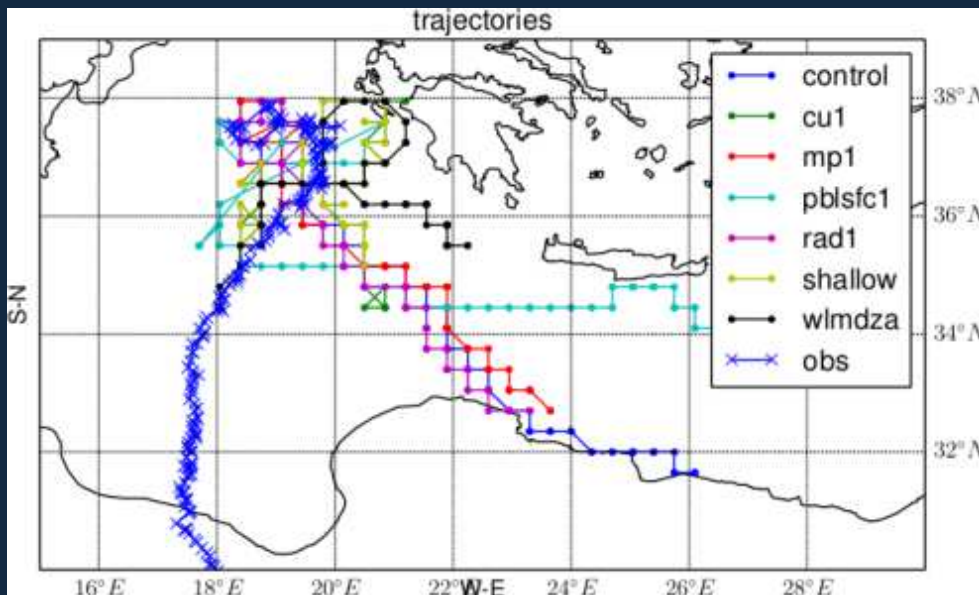 trajectories
control
cu1
mp1
pblsfc1
rad1
shallow
wlmdza
obs
38°N
36°N
34°N
32°N
S-N
16°E 18°E 20°E 22°E W-E 24°E 26°E 28°E